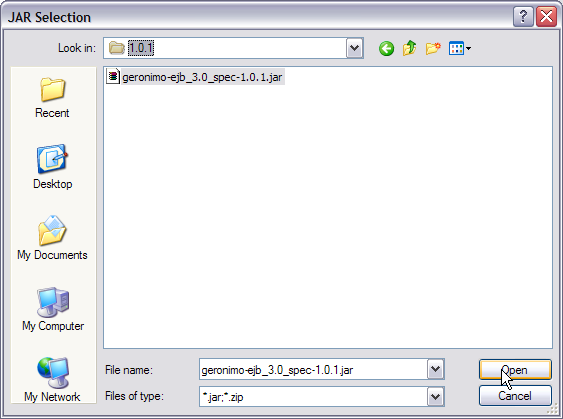 JAR Selection
Look in: 1.0.1
geronimo-ejb_3.0_spec-1.0.1.jar
Recent
Desktop
My Documents
My Computer
My Network
File name: geronimo-ejb_3.0_spec-1.0.1.jar
Open
Files of type: *.jar;*.zip
Cancel